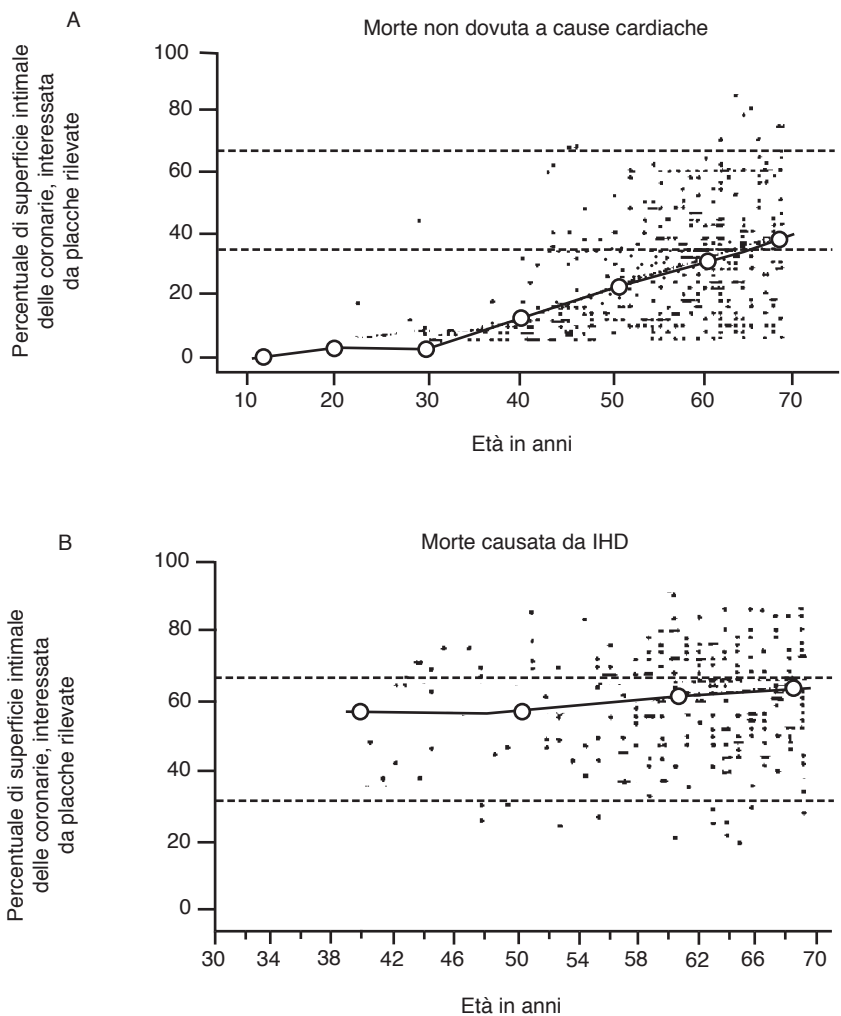 A
Morte non dovuta a cause cardiache
Percentuale di superficie intimale
delle coronarie, interessata
da placche rilevate
100
80
60
40
20
0
10 20 30 40 50 60 70
Età in anni
B
Morte causata da IHD
Percentuale di superficie intimale
delle coronarie, interessata
da placche rilevate
100
80
60
40
20
0
30 34 38 42 46 50 54 58 62 66 70
Età in anni